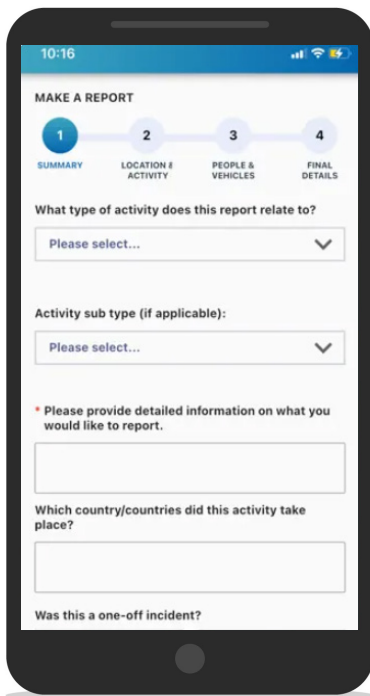 10:16
MAKE A REPORT
1 2 3 4
SUMMARY LOCATION & ACTIVITY PEOPLE & VEHICLES FINAL DETAILS
What type of activity does this report relate to?
Please select...
Activity sub type (if applicable):
Please select...
* Please provide detailed information on what you
would like to report.
Which country/countries did this activity take
place?
Was this a one-off incident?